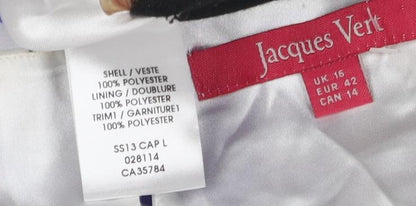 SHELL / VESTE
100% POLYESTER
LINING / DOUBLURE
100% POLYESTER
TRIM1 / GARNITURE1
100% POLYESTER
SS13 CAP L
028114
CA35784
Jacques Vert
UK 16
EUR 42
CAN 14